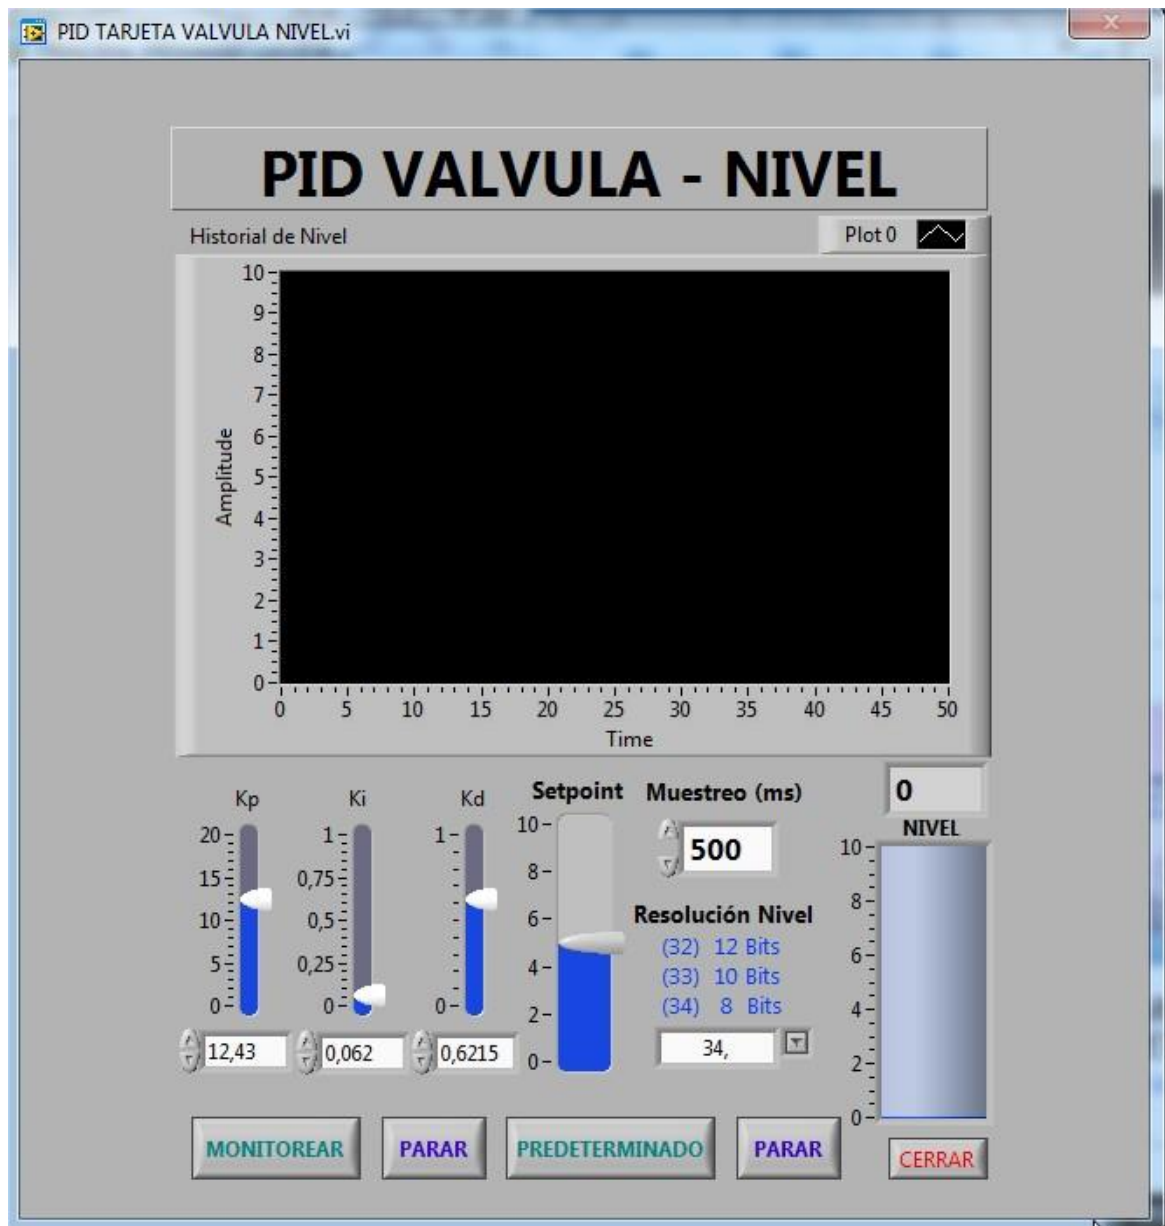 PID TARJETA VALVULA NIVEL.vi
PID VALVULA - NIVEL
Historial de Nivel
Plot 0
10
9
8
7
6
5
4
3
2
1
0
Amplitude
0 5 10 15 20 25 30 35 40 45 50
Time
Kp
20
15
10
5
0
12,43
Ki
1
0,75
0,5
0,25
0
0,062
Kd
1
0
0,6215
Setpoint
10
8
6
4
2
0
Muestreo (ms)
500
Resolución Nivel
(32) 12 Bits
(33) 10 Bits
(34) 8 Bits
34,
0
NIVEL
10
8
6
4
2
0
MONITOREAR
PARAR
PREDETERMINADO
PARAR
CERRAR